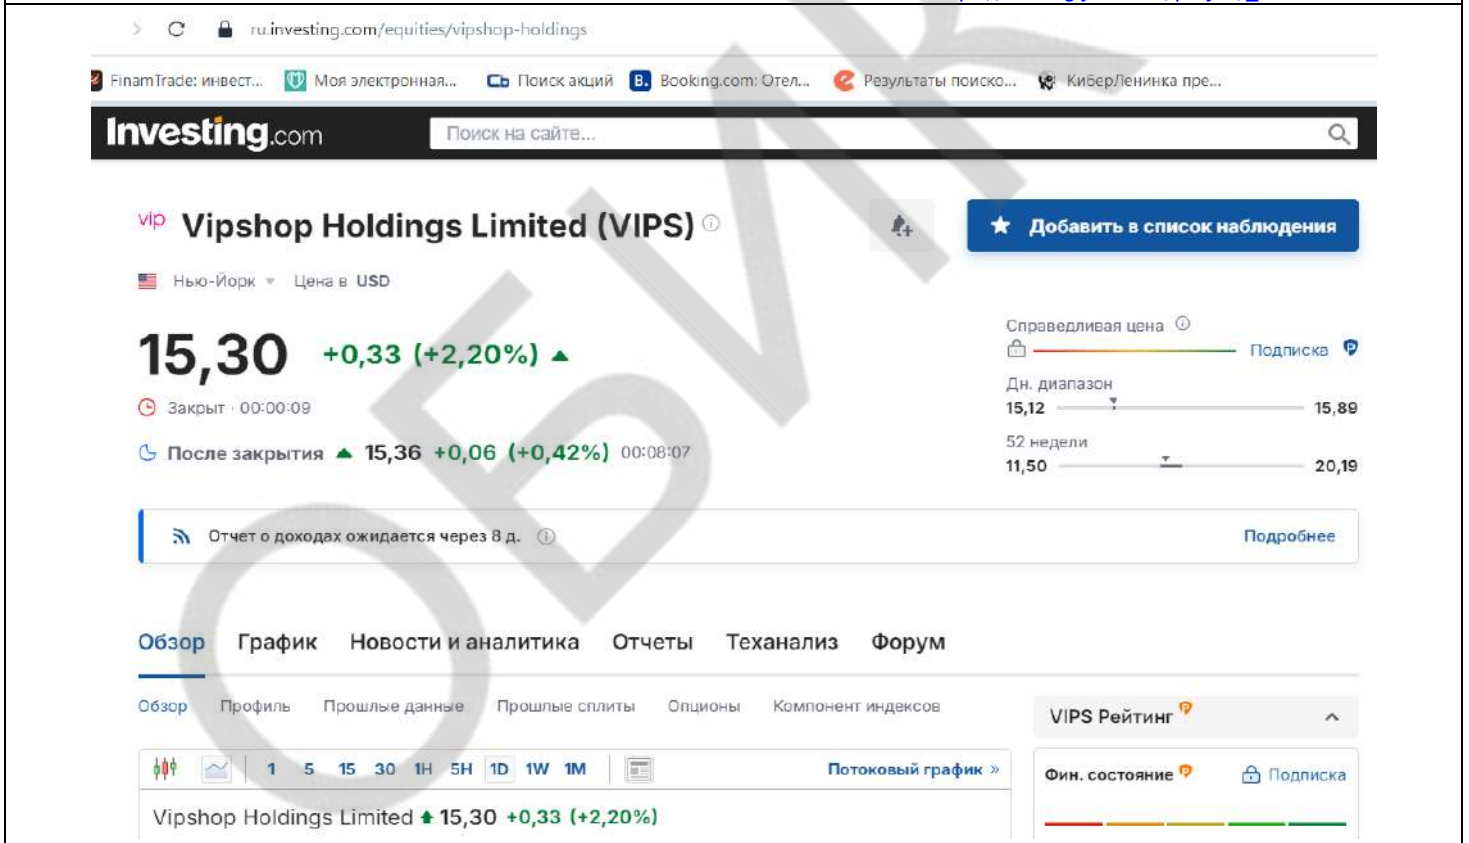 ru.investing.com/equities/vipshop-holdings
FinamTrade: инвест... Моя электронная... Поиск акций Booking.com: Отел... Результаты поиско... КиберЛенинка пре...
Investing.com Поиск на сайте...
vip Vipshop Holdings Limited (VIPS) Добавить в список наблюдения
Нью-Йорк Цена в USD
15,30 +0,33 (+2,20%)
Закрыт · 00:00:09
После закрытия 15,36 +0,06 (+0,42%) 00:08:07
Справедливая цена
Подписка
Дн. диапазон
15,12 15,89
52 недели
11,50 20,19
Отчет о доходах ожидается через 8 д. Подробнее
Обзор График Новости и аналитика Отчеты Теханализ Форум
Обзор Профиль Прошлые данные Прошлые сплиты Опционы Компонент индексов
1 5 15 30 1H 5H 1D 1W 1M Потоковый график »
Vipshop Holdings Limited 15,30 +0,33 (+2,20%)
VIPS Рейтинг
Фин. состояние Подписка
ОБИК